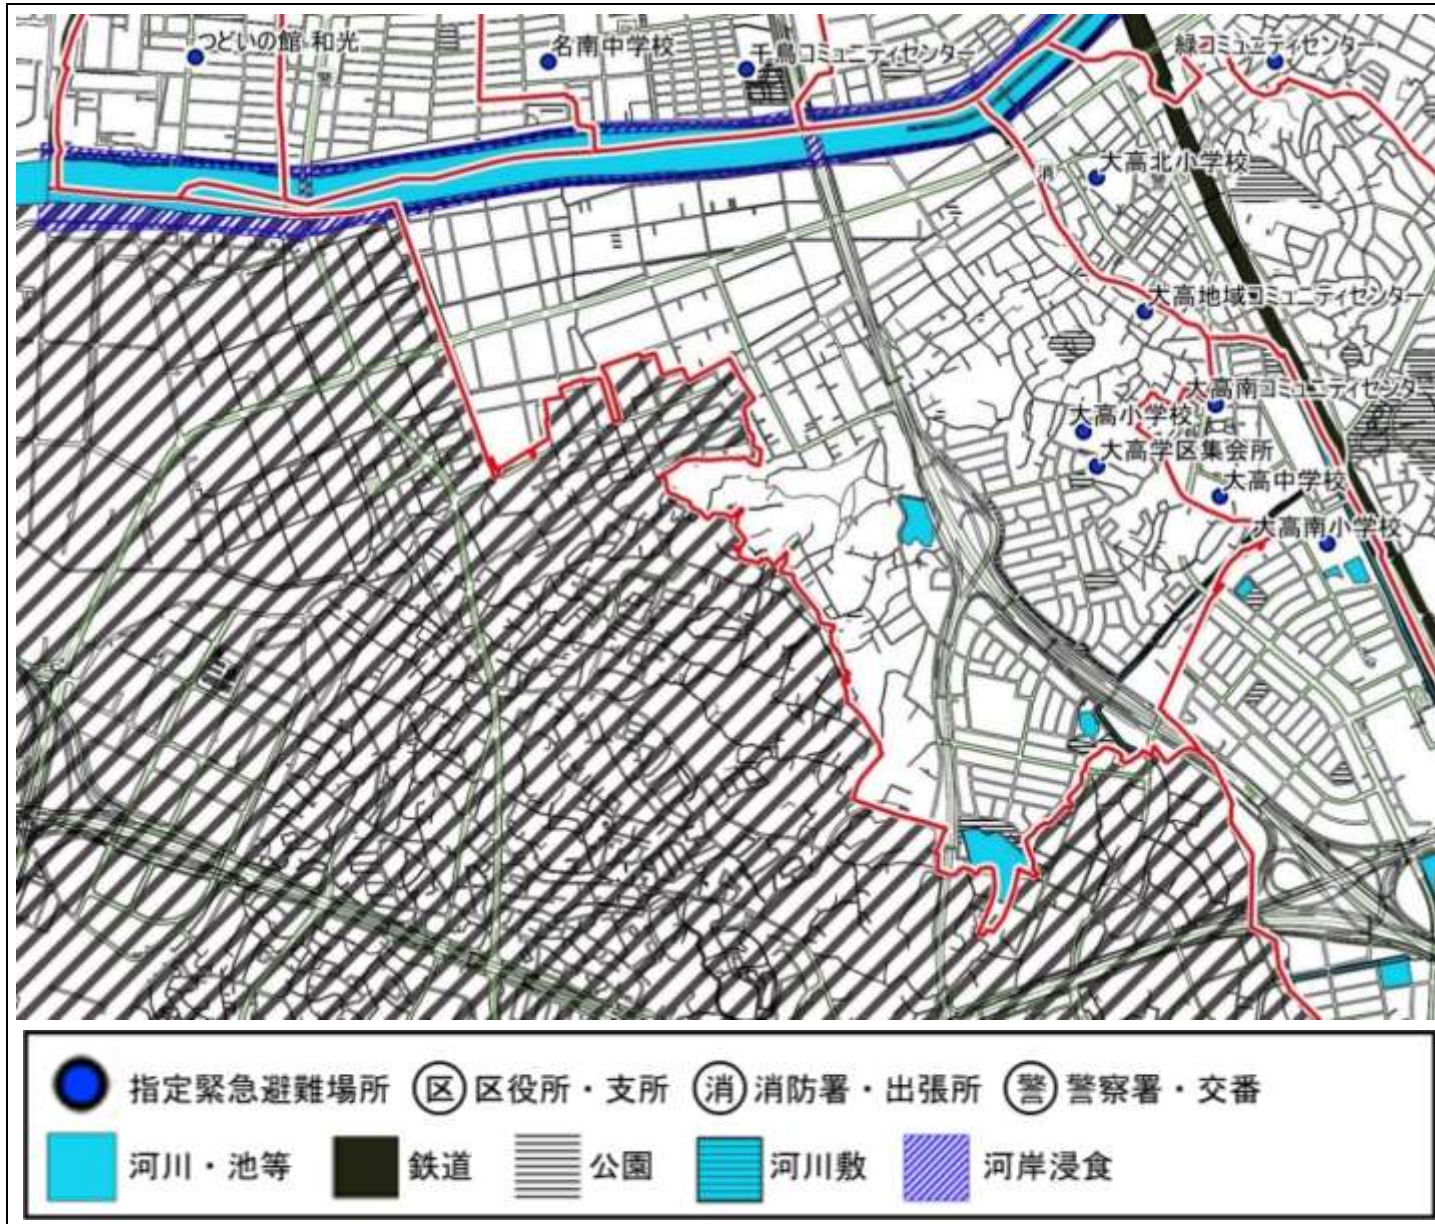 つどいの館 和光
名南中学校
千鳥コミュニティセンター
緑コミュニティセンター
警
消
大高北小学校
警
大高地域コミュニティセンター
大高南コミュニティセンター
大高小学校
大高学区集会所
大高中学校
大高南小学校
指定緊急避難場所 区 区役所・支所 消 消防署・出張所 警 警察署・交番
河川・池等 鉄道 公園 河川敷 河岸浸食